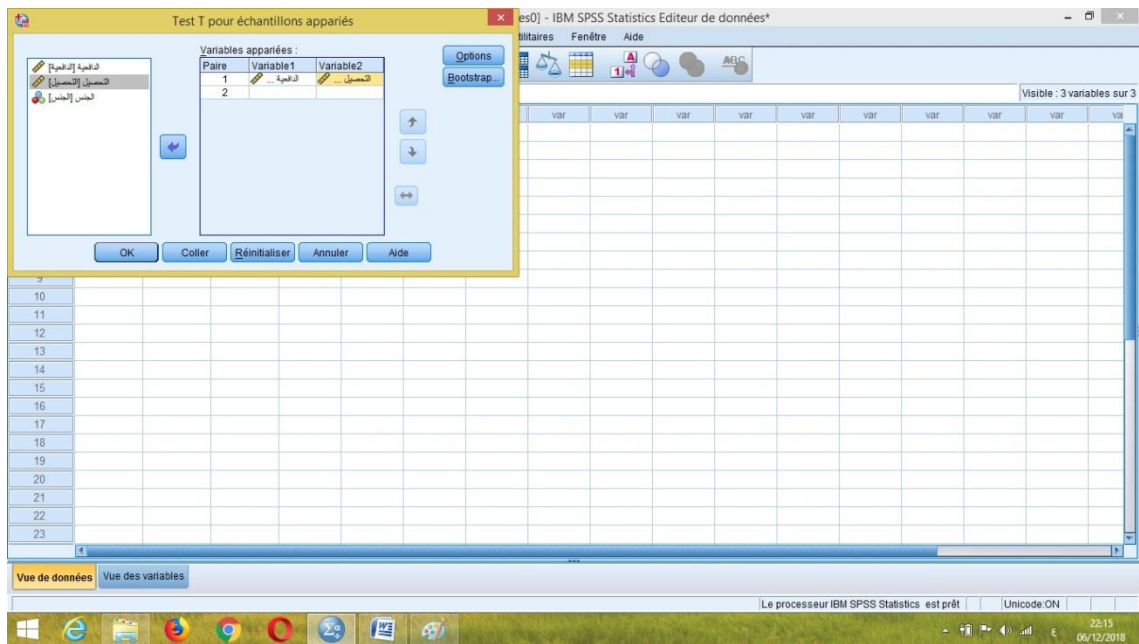 Test T pour échantillons appariés
es0] - IBM SPSS Statistics Editeur de données*
ilitaires Fenêtre Aide
Variables appariées :
Paire Variable1 Variable2
1 الدافعية ... التحصيل ...
2
الدافعية [الدافعية]
التحصيل [التحصيل]
الجنس [الجنس]
Options
Bootstrap...
OK Coller Réinitialiser Annuler Aide
Visible : 3 variables sur 3
var var var var var var var var var va
9
10
11
12
13
14
15
16
17
18
19
20
21
22
23
Vue de données Vue des variables
Le processeur IBM SPSS Statistics est prêt Unicode:ON
22:15
06/12/2018